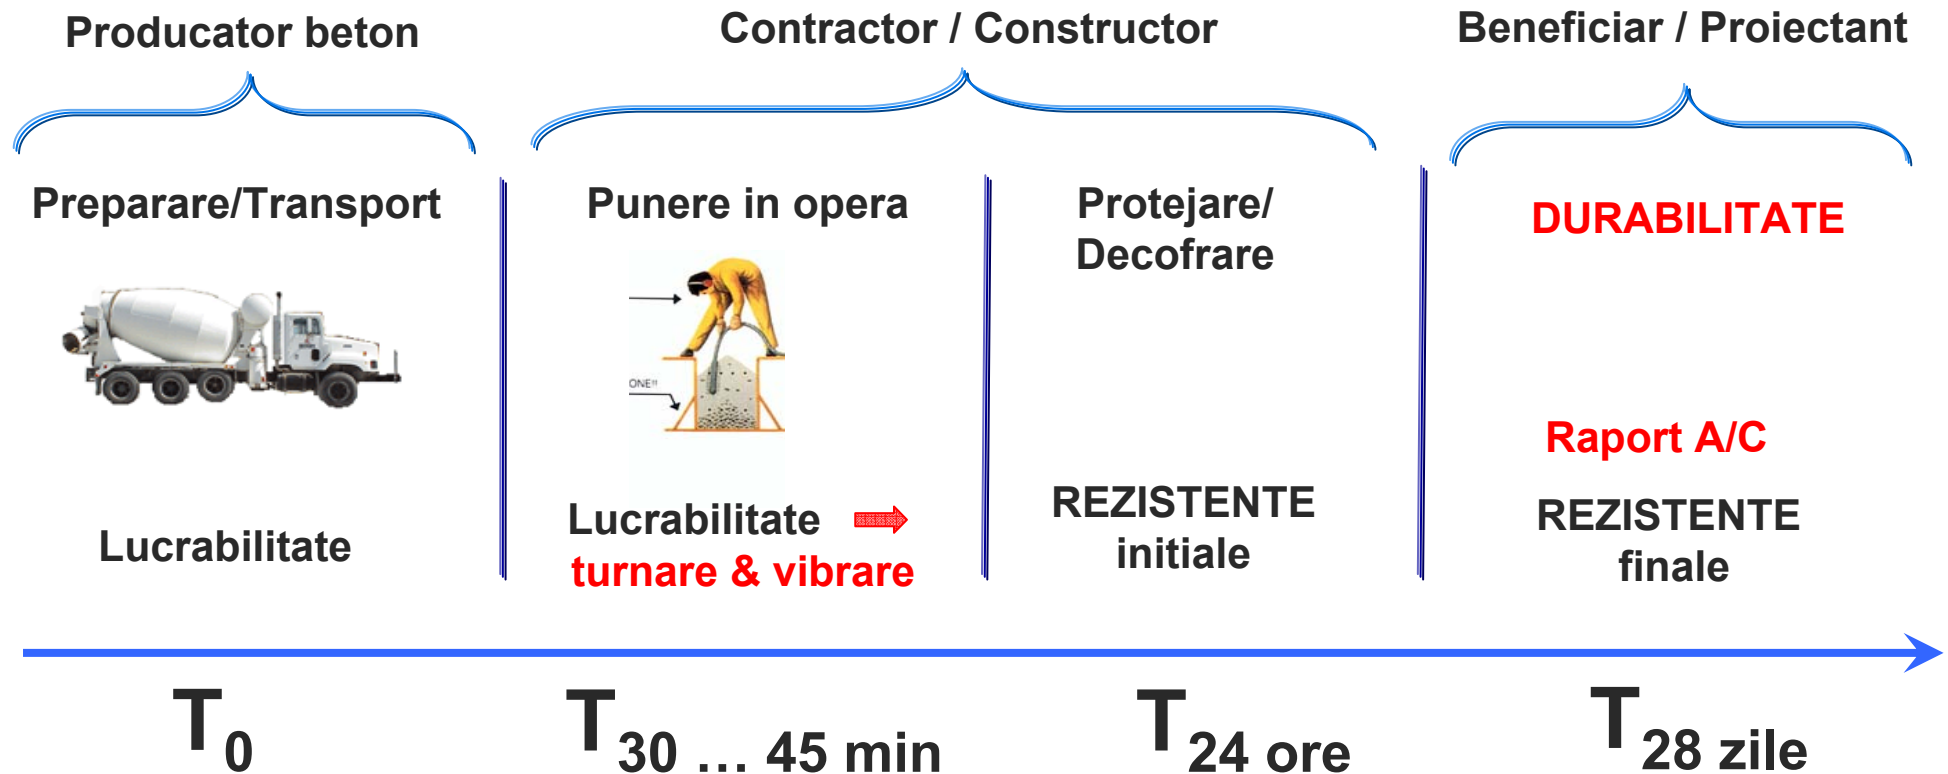 Producator beton
Contractor / Constructor
Beneficiar / Proiectant
Preparare/Transport
Punere in opera
Protejare/
Decofrare
DURABILITATE
ONE!!
Raport A/C
Lucrabilitate
Lucrabilitate
turnare & vibrare
REZISTENTE
initiale
REZISTENTE
finale
T0
T30 ... 45 min
T24 ore
T28 zile